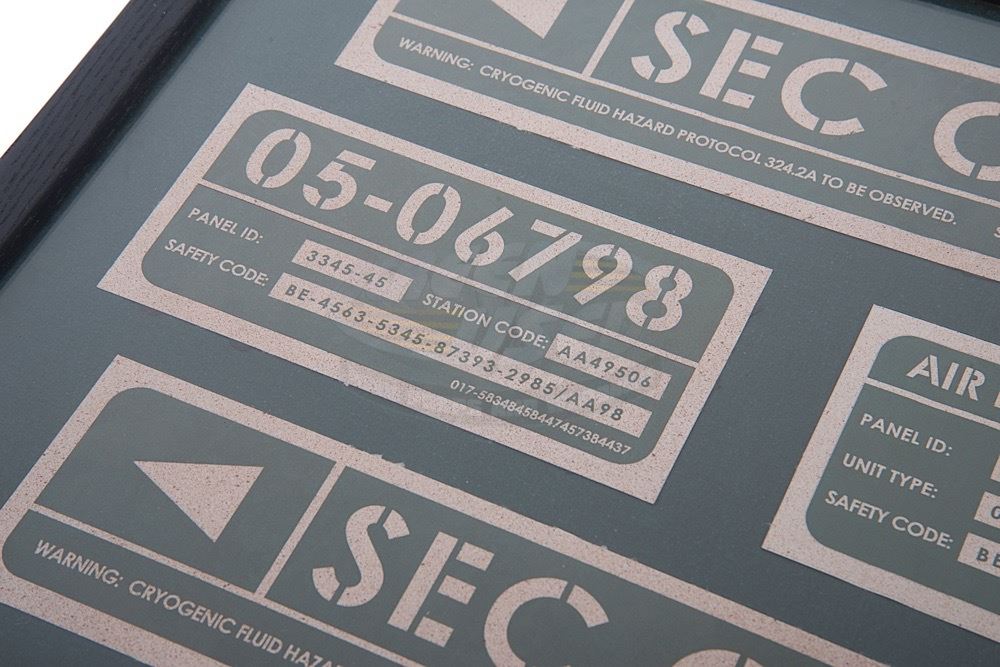 SEC
WARNING: CRYOGENIC FLUID HAZARD PROTOCOL 324.2A TO BE OBSERVED.
05-06798
PANEL ID: 3345-45 STATION CODE: AA49506
SAFETY CODE: BE-4563-5345-87393-2985/AA98
017-58348458447457384437
AIR
PANEL ID:
UNIT TYPE:
SAFETY CODE: BE
SEC
WARNING: CRYOGENIC FLUID HAZARD